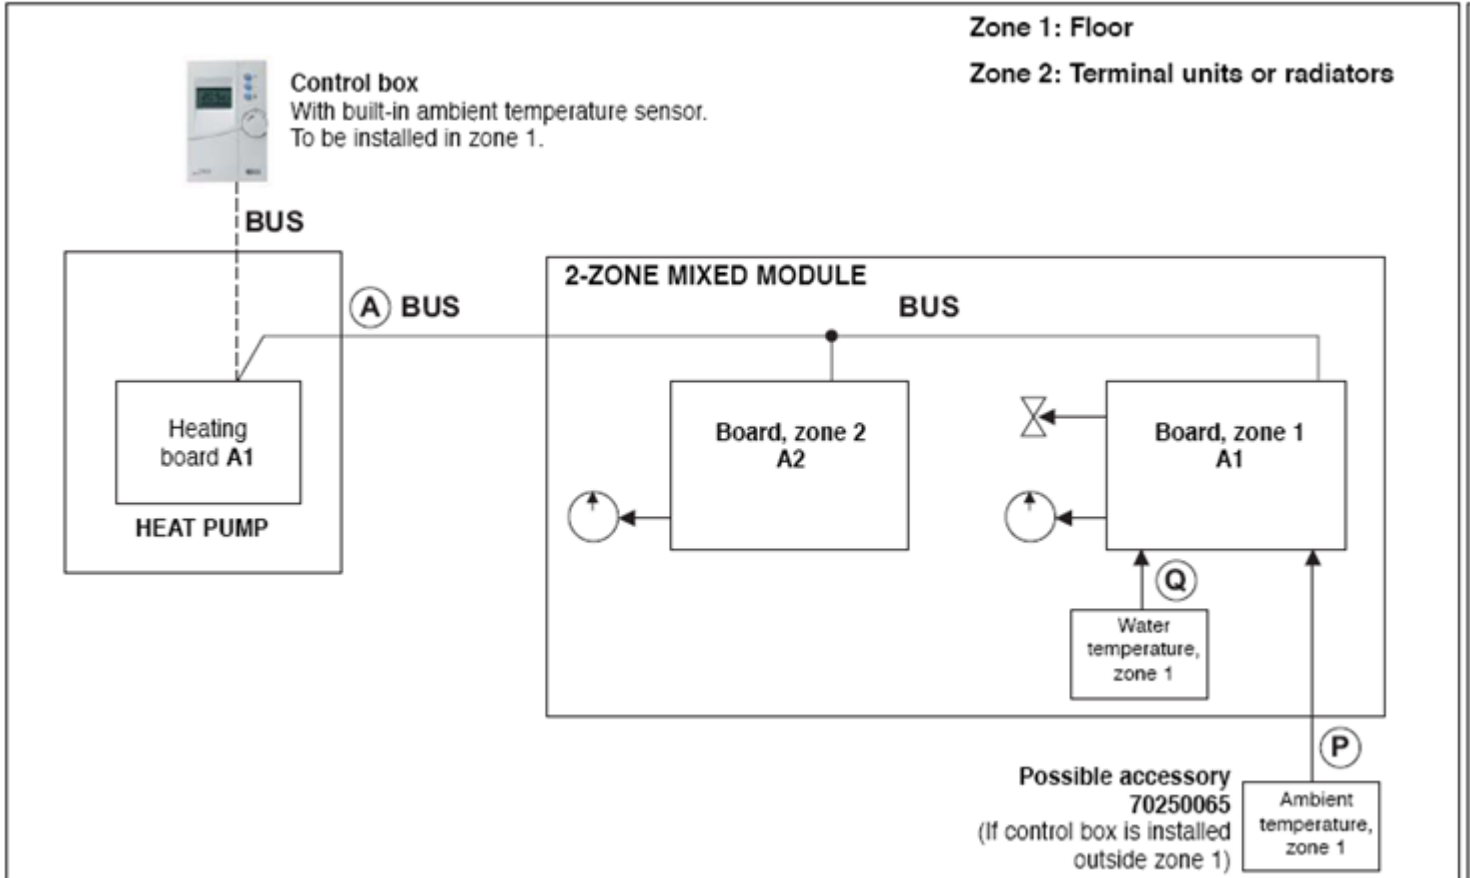 Zone 1: Floor
Zone 2: Terminal units or radiators
Control box
With built-in ambient temperature sensor.
To be installed in zone 1.
BUS
A BUS
2-ZONE MIXED MODULE
BUS
Heating
board A1
HEAT PUMP
Board, zone 2
A2
Board, zone 1
A1
Q
Water
temperature,
zone 1
P
Possible accessory
70250065
(If control box is installed
outside zone 1)
Ambient
temperature,
zone 1